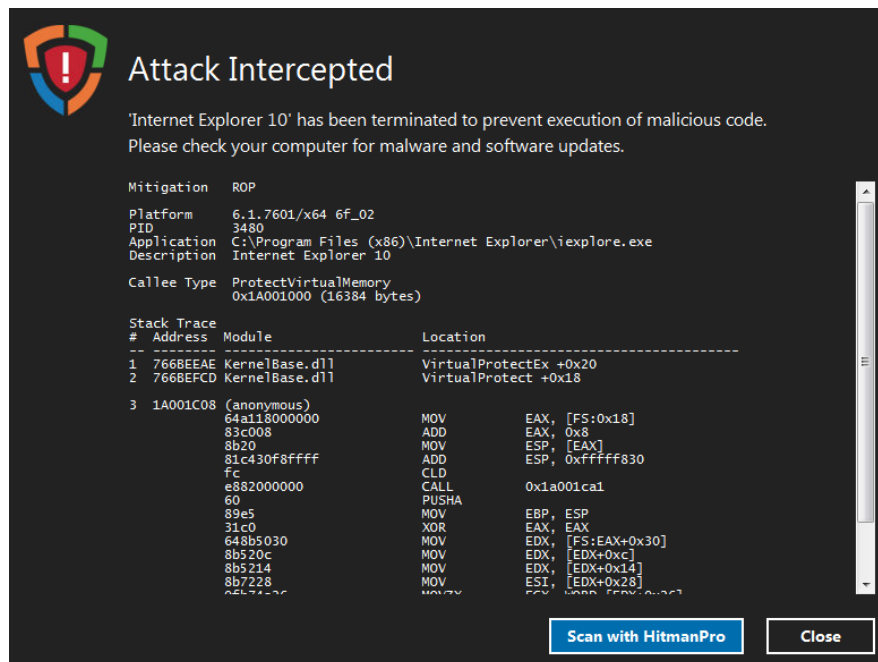 Attack Intercepted
'Internet Explorer 10' has been terminated to prevent execution of malicious code.
Please check your computer for malware and software updates.
Mitigation ROP
Platform 6.1.7601/x64 6f_02
PID 3480
Application C:\Program Files (x86)\Internet Explorer\iexplore.exe
Description Internet Explorer 10
Callee Type ProtectVirtualMemory
0x1A001000 (16384 bytes)
Stack Trace
# Address Module Location
-- -------- ------------------------ ----------------------------------------
1 766BEEAE KernelBase.dll VirtualProtectEx +0x20
2 766BEFCD KernelBase.dll VirtualProtect +0x18
3 1A001C08 (anonymous)
64a118000000 MOV EAX, [FS:0x18]
83c008 ADD EAX, 0x8
8b20 MOV ESP, [EAX]
81c430f8ffff ADD ESP, 0xfffff830
fc CLD
e882000000 CALL 0x1a001ca1
60 PUSHA
89e5 MOV EBP, ESP
31c0 XOR EAX, EAX
648b5030 MOV EDX, [FS:EAX+0x30]
8b520c MOV EDX, [EDX+0xc]
8b5214 MOV EDX, [EDX+0x14]
8b7228 MOV ESI, [EDX+0x28]
Scan with HitmanPro
Close